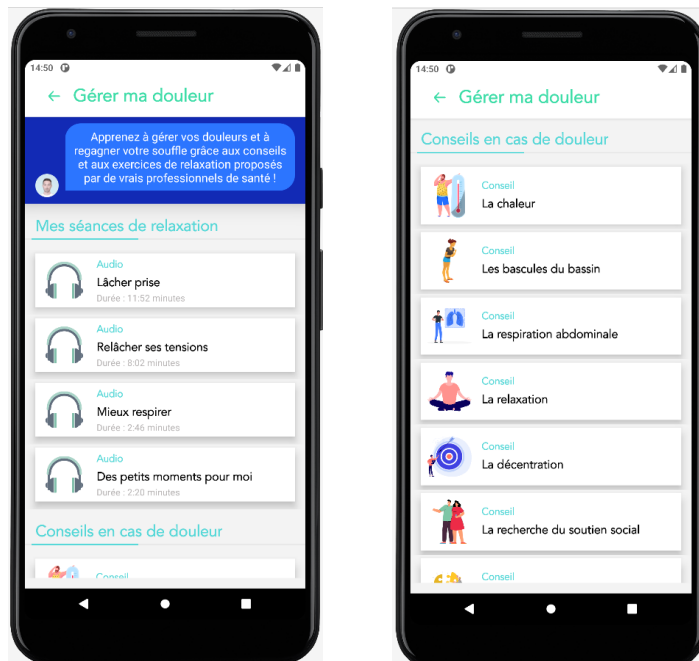 14:50
← Gérer ma douleur
Apprenez à gérer vos douleurs et à
regagner votre souffle grâce aux conseils
et aux exercices de relaxation proposés
par de vrais professionnels de santé !
Mes séances de relaxation
Audio
Lâcher prise
Durée : 11:52 minutes
Audio
Relâcher ses tensions
Durée : 8:02 minutes
Audio
Mieux respirer
Durée : 2:46 minutes
Audio
Des petits moments pour moi
Durée : 2:20 minutes
Conseils en cas de douleur
Conseil
14:50
← Gérer ma douleur
Conseils en cas de douleur
Conseil
La chaleur
Conseil
Les bascules du bassin
Conseil
La respiration abdominale
Conseil
La relaxation
Conseil
La décentration
Conseil
La recherche du soutien social
Conseil